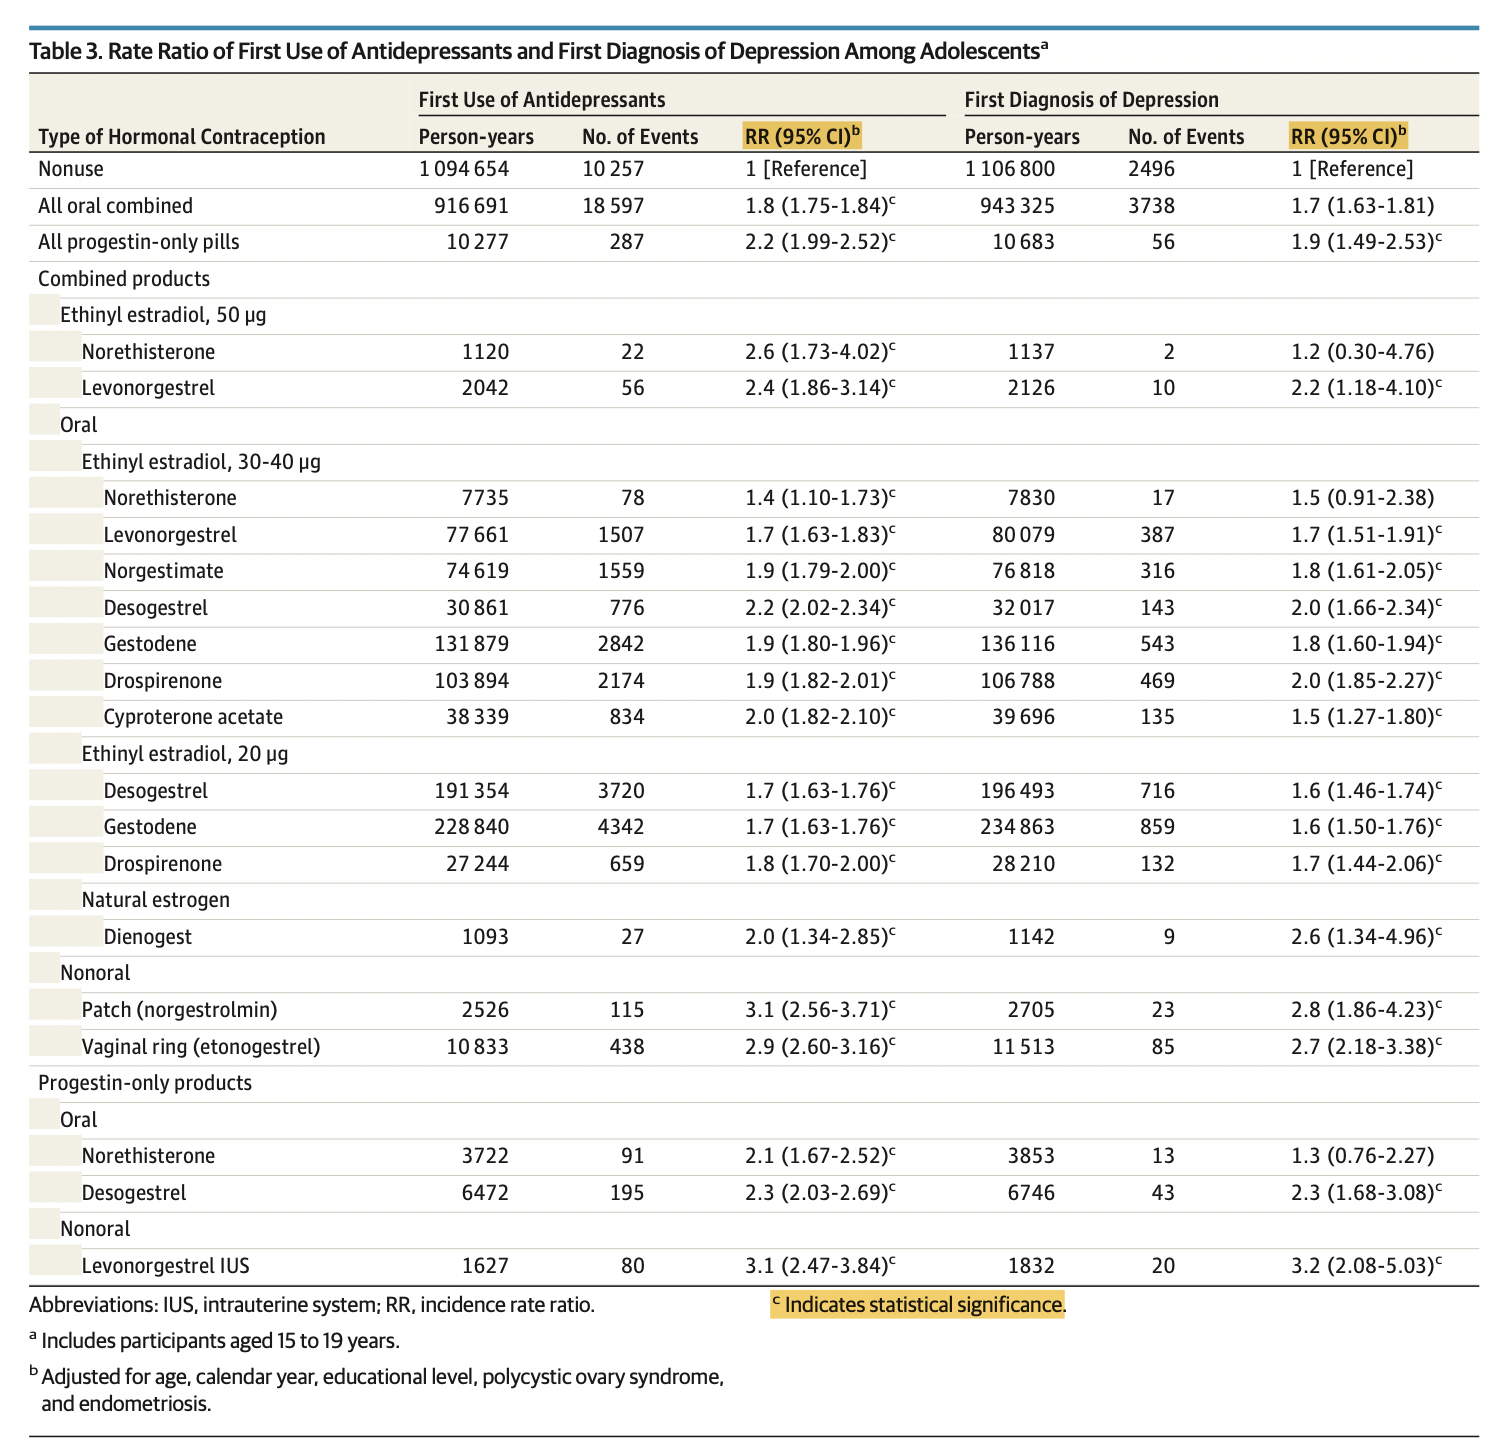 Table 3. Rate Ratio of First Use of Antidepressants and First Diagnosis of Depression Among Adolescentsᵃ
First Use of Antidepressants First Diagnosis of Depression
Type of Hormonal Contraception Person-years No. of Events RR (95% CI)ᵇ Person-years No. of Events RR (95% CI)ᵇ
Nonuse 1 094 654 10 257 1 [Reference] 1 106 800 2496 1 [Reference]
All oral combined 916 691 18 597 1.8 (1.75-1.84)ᶜ 943 325 3738 1.7 (1.63-1.81)
All progestin-only pills 10 277 287 2.2 (1.99-2.52)ᶜ 10 683 56 1.9 (1.49-2.53)ᶜ
Combined products
Ethinyl estradiol, 50 μg
Norethisterone 1120 22 2.6 (1.73-4.02)ᶜ 1137 2 1.2 (0.30-4.76)
Levonorgestrel 2042 56 2.4 (1.86-3.14)ᶜ 2126 10 2.2 (1.18-4.10)ᶜ
Oral
Ethinyl estradiol, 30-40 μg
Norethisterone 7735 78 1.4 (1.10-1.73)ᶜ 7830 17 1.5 (0.91-2.38)
Levonorgestrel 77 661 1507 1.7 (1.63-1.83)ᶜ 80 079 387 1.7 (1.51-1.91)ᶜ
Norgestimate 74 619 1559 1.9 (1.79-2.00)ᶜ 76 818 316 1.8 (1.61-2.05)ᶜ
Desogestrel 30 861 776 2.2 (2.02-2.34)ᶜ 32 017 143 2.0 (1.66-2.34)ᶜ
Gestodene 131 879 2842 1.9 (1.80-1.96)ᶜ 136 116 543 1.8 (1.60-1.94)ᶜ
Drospirenone 103 894 2174 1.9 (1.82-2.01)ᶜ 106 788 469 2.0 (1.85-2.27)ᶜ
Cyproterone acetate 38 339 834 2.0 (1.82-2.10)ᶜ 39 696 135 1.5 (1.27-1.80)ᶜ
Ethinyl estradiol, 20 μg
Desogestrel 191 354 3720 1.7 (1.63-1.76)ᶜ 196 493 716 1.6 (1.46-1.74)ᶜ
Gestodene 228 840 4342 1.7 (1.63-1.76)ᶜ 234 863 859 1.6 (1.50-1.76)ᶜ
Drospirenone 27 244 659 1.8 (1.70-2.00)ᶜ 28 210 132 1.7 (1.44-2.06)ᶜ
Natural estrogen
Dienogest 1093 27 2.0 (1.34-2.85)ᶜ 1142 9 2.6 (1.34-4.96)ᶜ
Nonoral
Patch (norgestrolmin) 2526 115 3.1 (2.56-3.71)ᶜ 2705 23 2.8 (1.86-4.23)ᶜ
Vaginal ring (etonogestrel) 10 833 438 2.9 (2.60-3.16)ᶜ 11 513 85 2.7 (2.18-3.38)ᶜ
Progestin-only products
Oral
Norethisterone 3722 91 2.1 (1.67-2.52)ᶜ 3853 13 1.3 (0.76-2.27)
Desogestrel 6472 195 2.3 (2.03-2.69)ᶜ 6746 43 2.3 (1.68-3.08)ᶜ
Nonoral
Levonorgestrel IUS 1627 80 3.1 (2.47-3.84)ᶜ 1832 20 3.2 (2.08-5.03)ᶜ
Abbreviations: IUS, intrauterine system; RR, incidence rate ratio.
ᵃ Includes participants aged 15 to 19 years.
ᵇ Adjusted for age, calendar year, educational level, polycystic ovary syndrome,
and endometriosis.
ᶜ Indicates statistical significance.